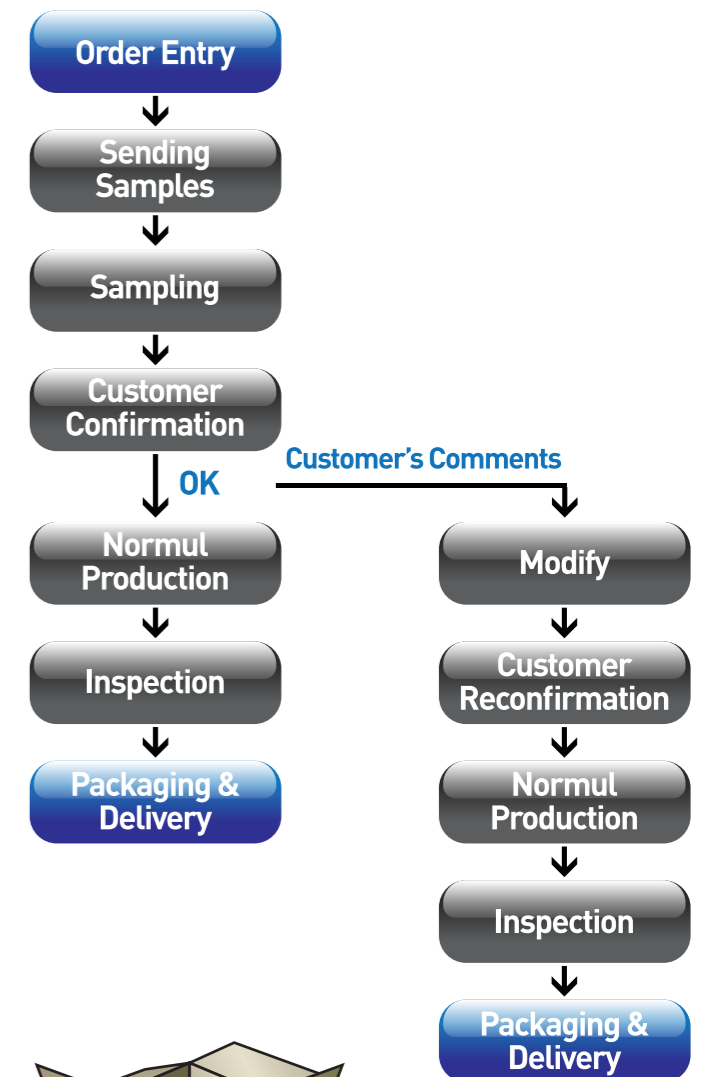 Order Entry
Sending
Samples
Sampling
Customer
Confirmation
OK
Customer's Comments
Normul
Production
Inspection
Packaging &
Delivery
Modify
Customer
Reconfirmation
Normul
Production
Inspection
Packaging &
Delivery